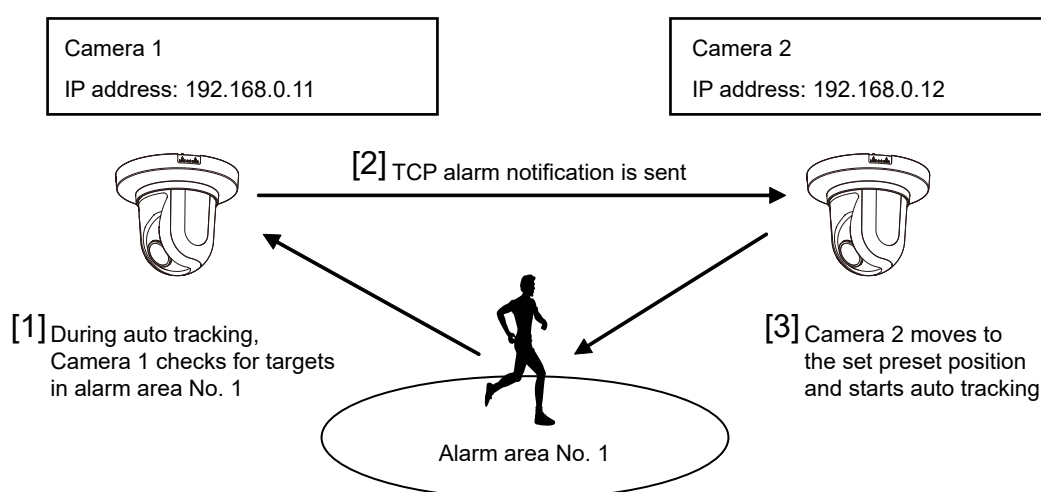 Camera 1
IP address: 192.168.0.11
Camera 2
IP address: 192.168.0.12
[2] TCP alarm notification is sent
[1] During auto tracking,
Camera 1 checks for targets
in alarm area No. 1
[3] Camera 2 moves to
the set preset position
and starts auto tracking
Alarm area No. 1